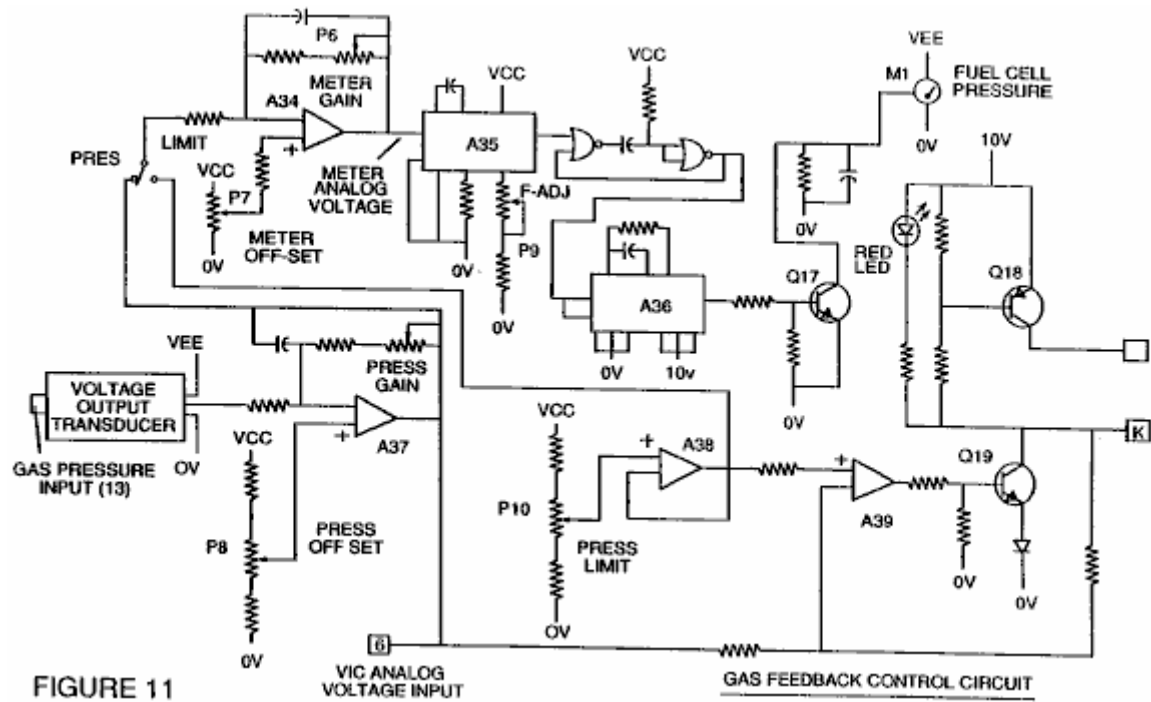 P6
METER
GAIN
A34
LIMIT
PRES
+
VCC
P7
0V
METER
OFF-SET
METER
ANALOG
VOLTAGE
VCC
A35
F-ADJ
P9
0V
0V
VCC
A36
0V
10v
VEE
M1
FUEL CELL
PRESSURE
0V
0V
10V
RED
LED
Q17
0V
Q18
VEE
VOLTAGE
OUTPUT
TRANSDUCER
OV
GAS PRESSURE
INPUT (13)
PRESS
GAIN
+
A37
VCC
P8
PRESS
OFF SET
0V
VCC
P10
PRESS
LIMIT
OV
+
A38
+
A39
Q19
0V
0V
K
6
VIC ANALOG
VOLTAGE INPUT
GAS FEEDBACK CONTROL CIRCUIT
FIGURE 11